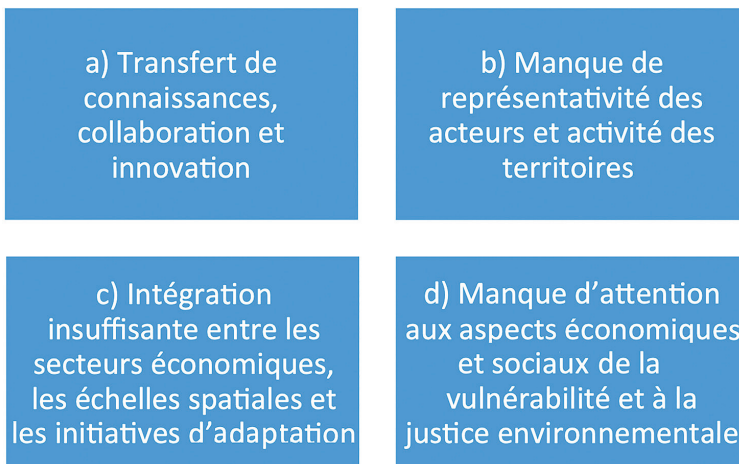 a) Transfert de
connaissances,
collaboration et
innovation
b) Manque de
représentativité des
acteurs et activité des
territoires
c) Intégration
insuffisante entre les
secteurs économiques,
les échelles spatiales et
les initiatives d’adaptation
d) Manque d’attention
aux aspects économiques
et sociaux de la
vulnérabilité et à la
justice environnementale